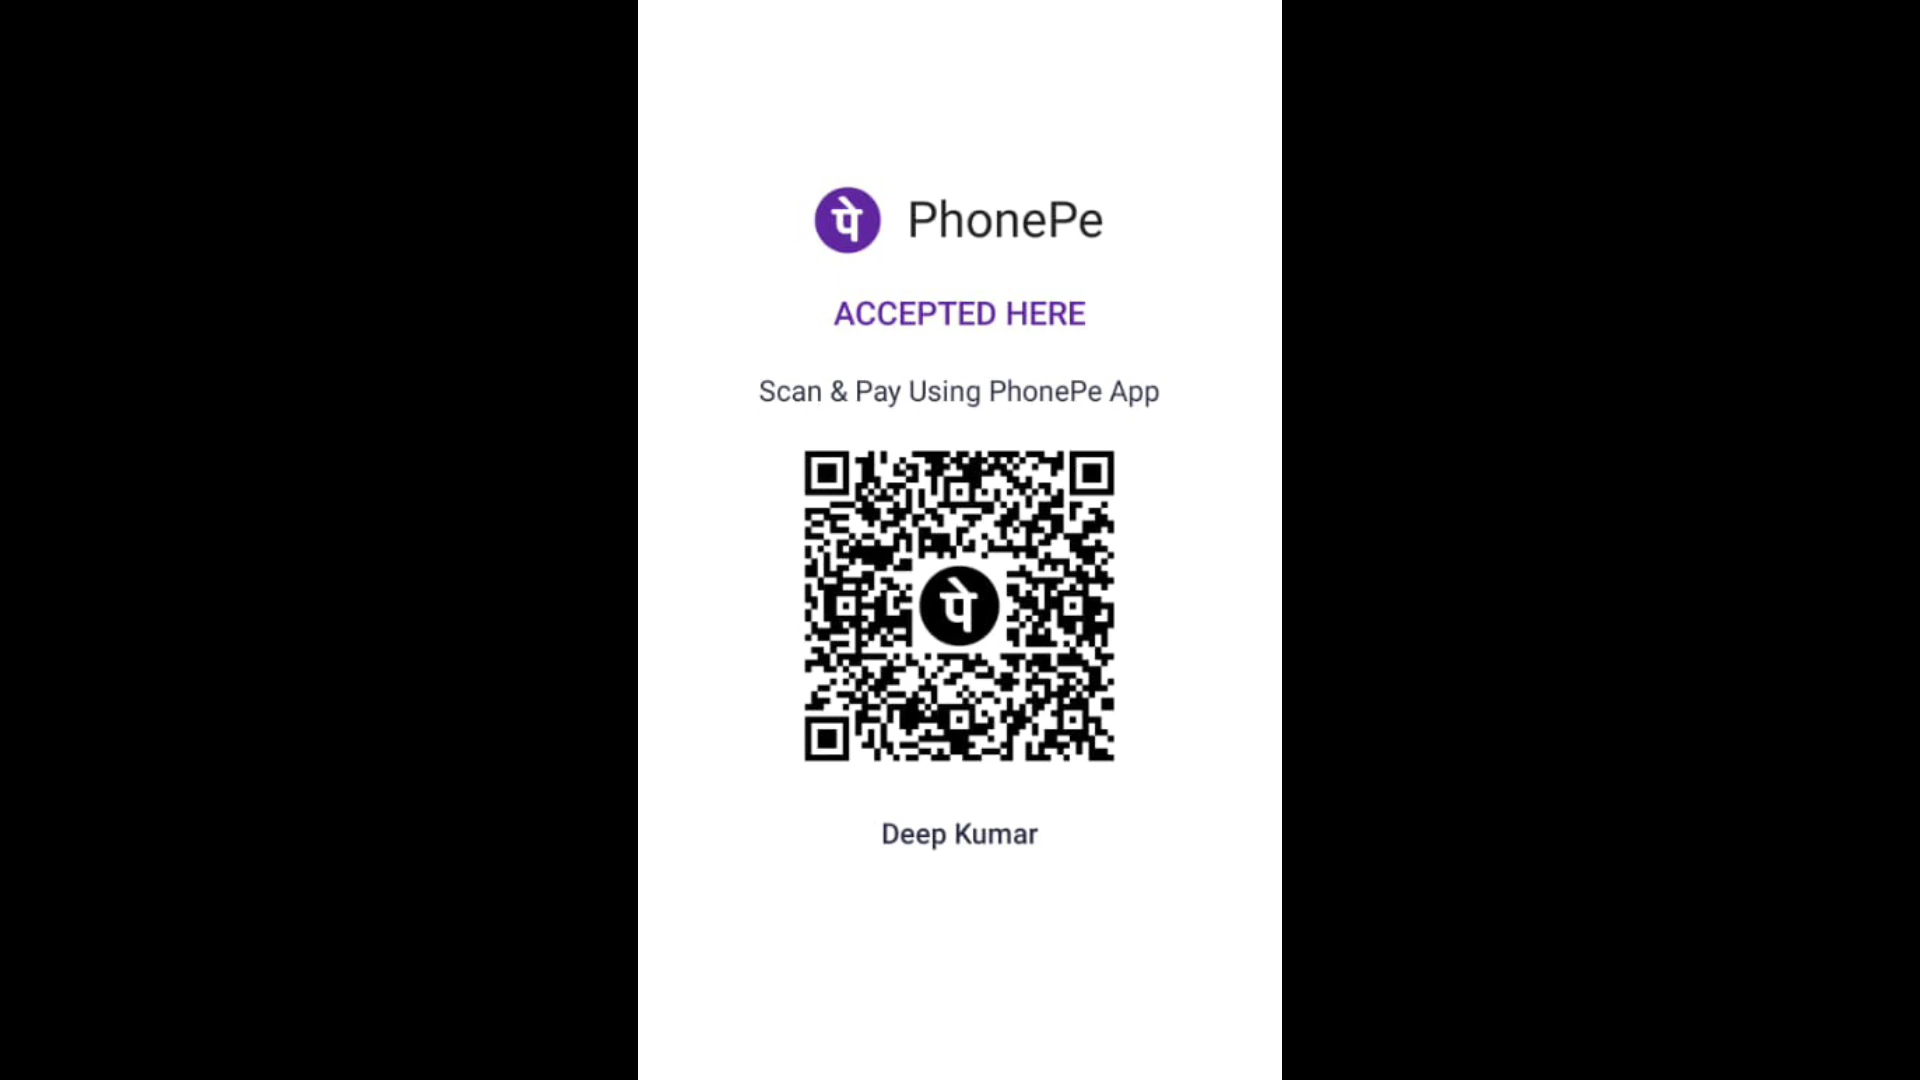 पे PhonePe
ACCEPTED HERE
Scan & Pay Using PhonePe App
पे
Deep Kumar